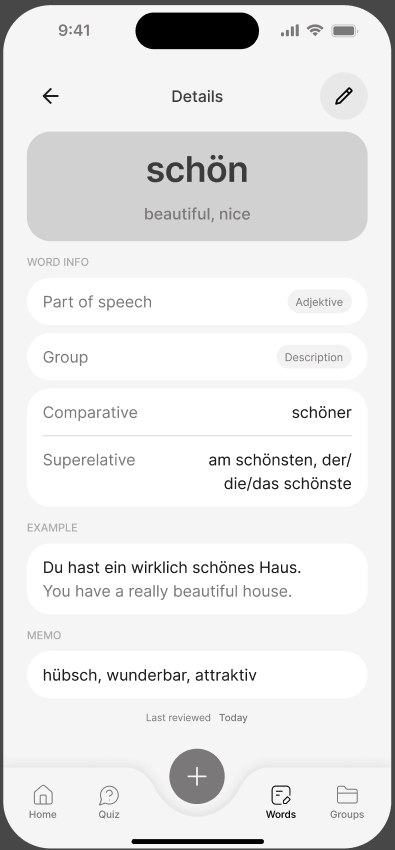 9:41
Details
schön
beautiful, nice
WORD INFO
Part of speech
Adjektive
Group
Description
Comparative
schöner
Superelative
am schönsten, der/
die/das schönste
EXAMPLE
Du hast ein wirklich schönes Haus.
You have a really beautiful house.
MEMO
hübsch, wunderbar, attraktiv
Last reviewed Today
Home
Quiz
Words
Groups